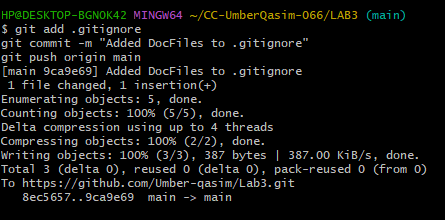 HP@DESKTOP-BGNOK42 MINGW64 ~/CC-UmberQasim-066/LAB3 (main)
$ git add .gitignore
git commit -m "Added DocFiles to .gitignore"
git push origin main
[main 9ca9e69] Added DocFiles to .gitignore
 1 file changed, 1 insertion(+)
Enumerating objects: 5, done.
Counting objects: 100% (5/5), done.
Delta compression using up to 4 threads
Compressing objects: 100% (2/2), done.
Writing objects: 100% (3/3), 387 bytes | 387.00 KiB/s, done.
Total 3 (delta 0), reused 0 (delta 0), pack-reused 0 (from 0)
To https://github.com/Umber-qasim/Lab3.git
   8ec5657..9ca9e69  main -> main